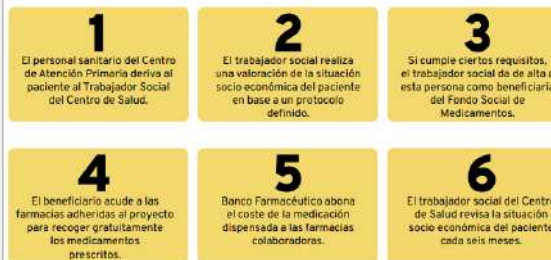 1
El personal sanitario del Centro
de Atención Primaria deriva al
paciente al Trabajador Social
del Centro de Salud.
2
El trabajador social realiza
una valoración de la situación
socio económica del paciente
en base a un protocolo
definido.
3
Si cumple ciertos requisitos,
el trabajador social da de alta a
esta persona como beneficiaria
del Fondo Social de
Medicamentos.
4
El beneficiario acude a las
farmacias adheridas al proyecto
para recoger gratuitamente
los medicamentos
prescritos.
5
Banco Farmacéutico abona
el coste de la medicación
dispensada a las farmacias
colaboradoras.
6
El trabajador social del Centro
de Salud revisa la situación
socio económica del paciente
cada seis meses.